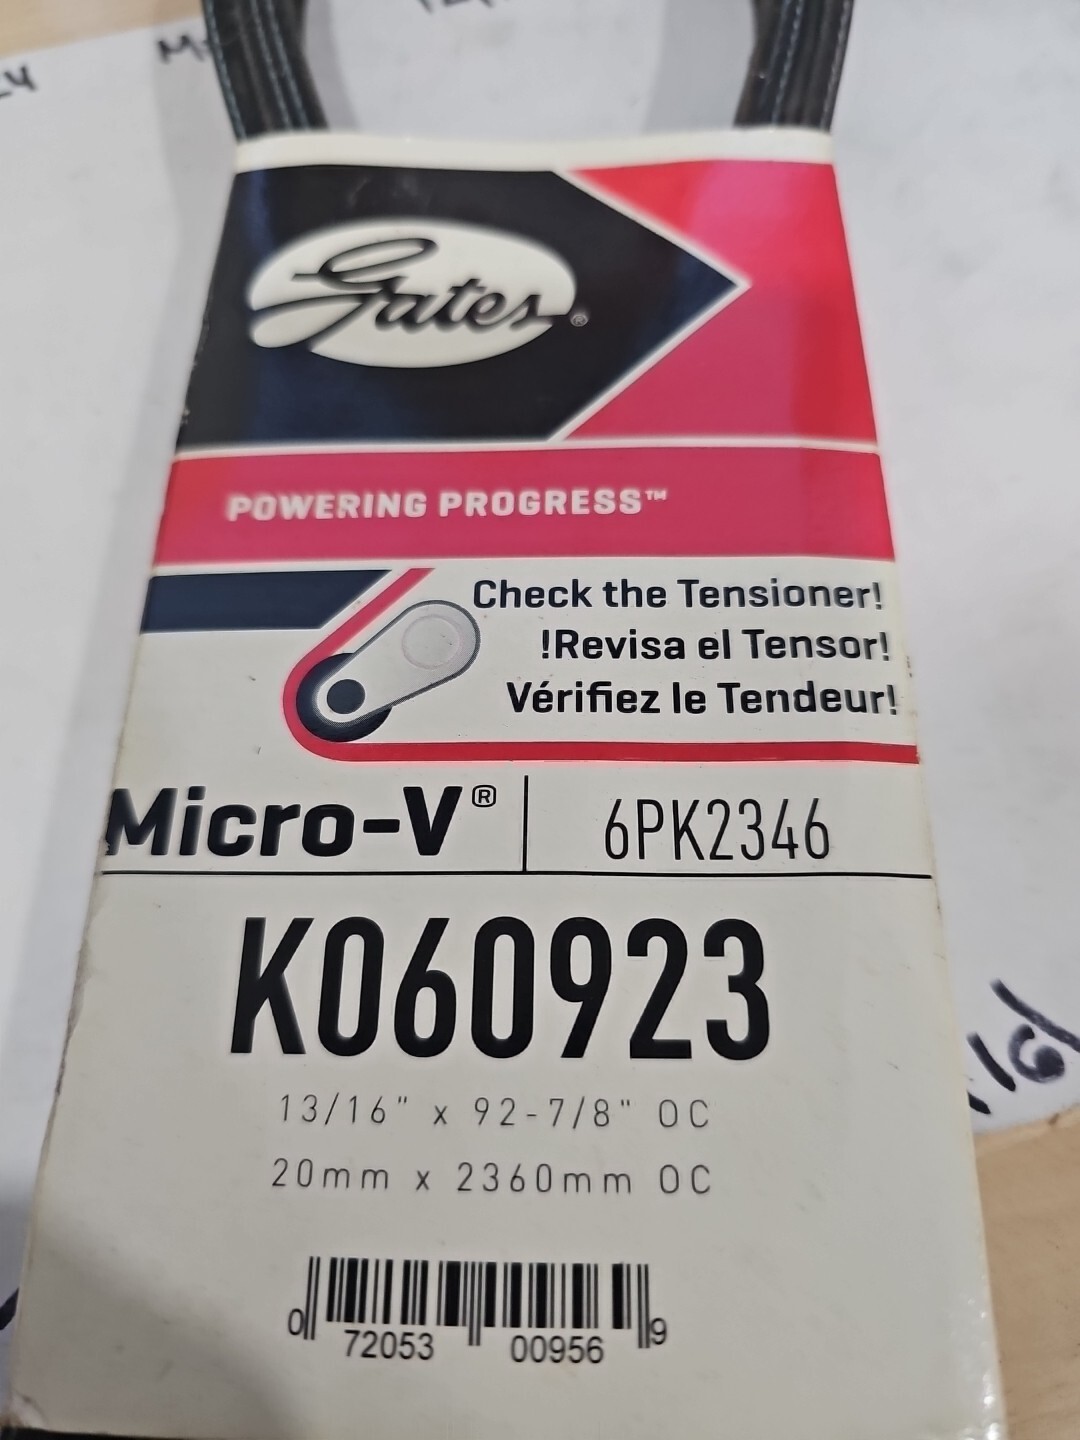 Gates®
POWERING PROGRESS™
Check the Tensioner!
!Revisa el Tensor!
Vérifiez le Tendeur!
Micro-V® | 6PK2346
K060923
13/16" x 92-7/8" OC
20mm x 2360mm OC
0 72053 00956 9